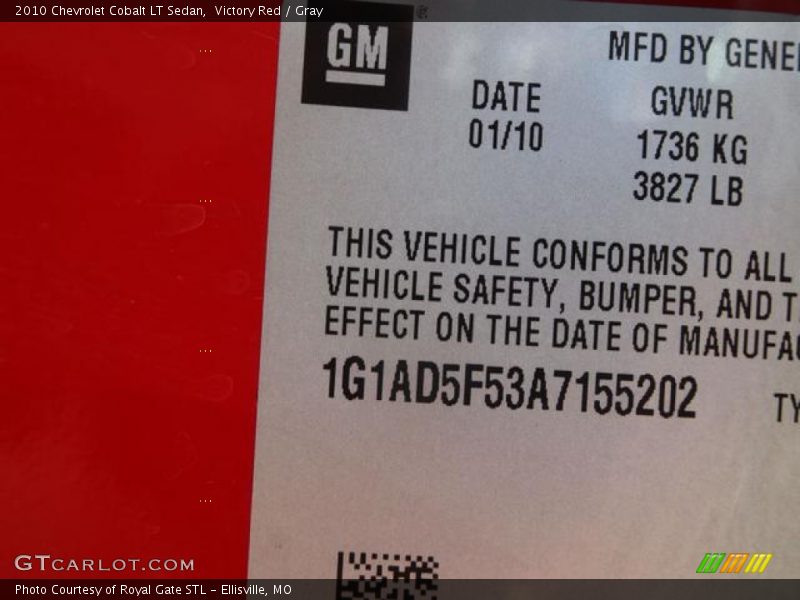 2010 Chevrolet Cobalt LT Sedan, Victory Red / Gray
GM
MFD BY GENE
DATE
GVWR
01/10
1736 KG
3827 LB
THIS VEHICLE CONFORMS TO ALL
VEHICLE SAFETY, BUMPER, AND T
EFFECT ON THE DATE OF MANUFA
1G1AD5F53A7155202
TY
GTCARLOT.COM
Photo Courtesy of Royal Gate STL - Ellisville, MO